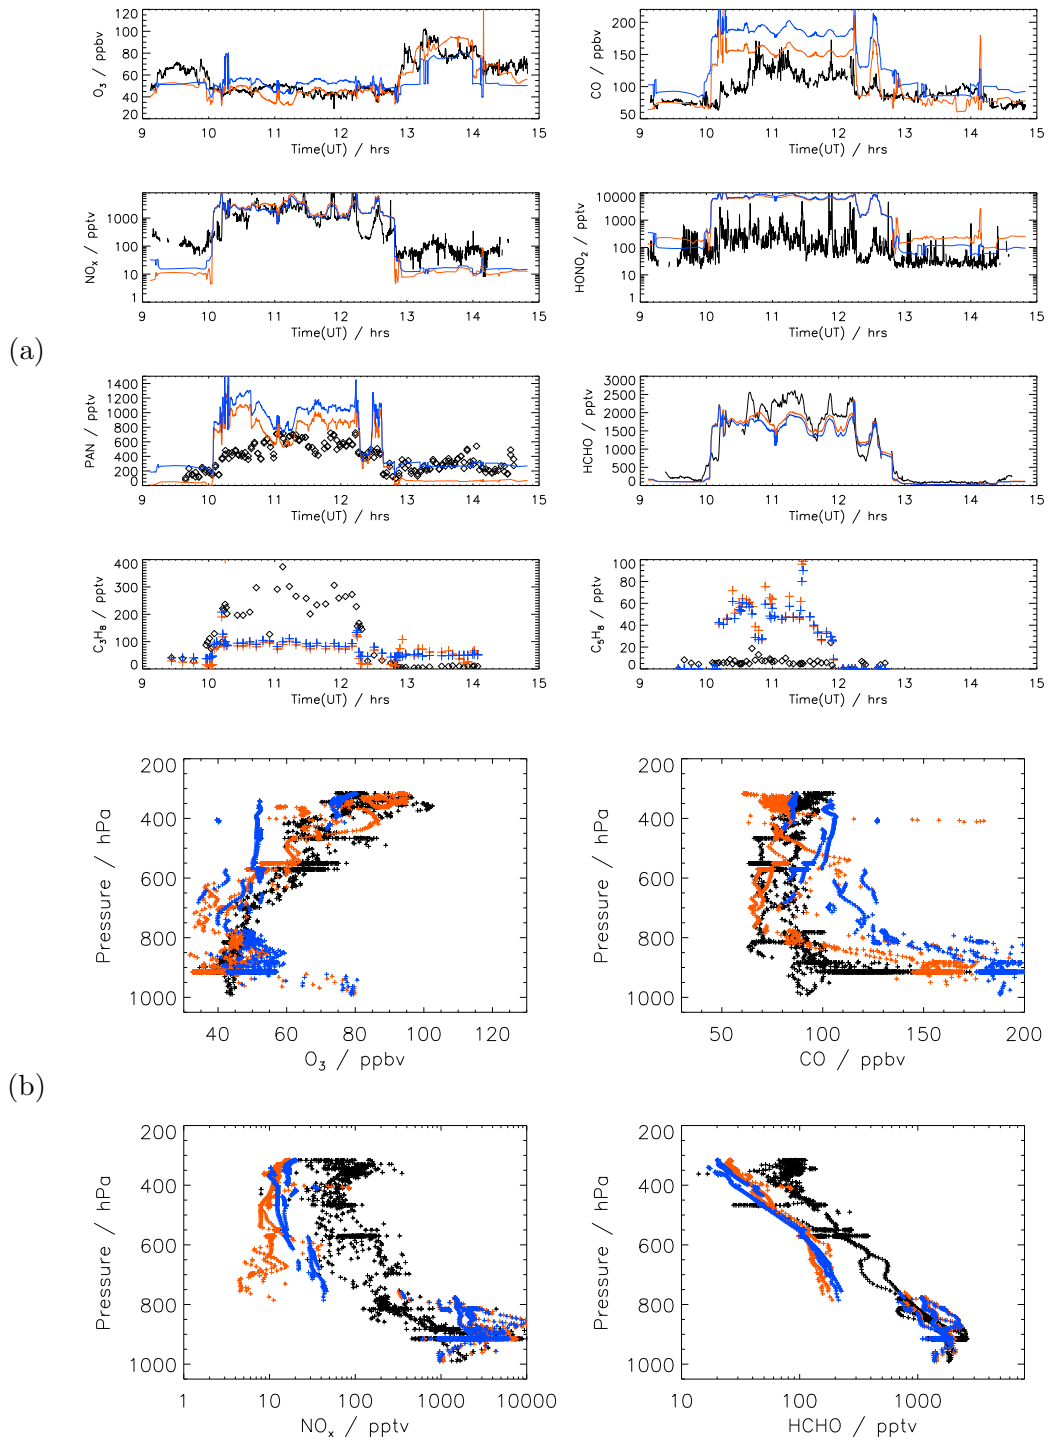 (a)
O3 / ppbv
120
100
80
60
40
20
9 10 11 12 13 14 15
Time(UT) / hrs
CO / ppbv
200
150
100
50
9 10 11 12 13 14 15
Time(UT) / hrs
NOx / pptv
1000
100
10
1
9 10 11 12 13 14 15
Time(UT) / hrs
HONO2 / pptv
10000
1000
100
10
1
9 10 11 12 13 14 15
Time(UT) / hrs
PAN / pptv
1400
1200
1000
800
600
400
200
0
9 10 11 12 13 14 15
Time(UT) / hrs
HCHO / pptv
3000
2500
2000
1500
1000
500
0
9 10 11 12 13 14 15
Time(UT) / hrs
C3H8 / pptv
400
300
200
100
0
9 10 11 12 13 14 15
Time(UT) / hrs
C5H8 / pptv
100
80
60
40
20
0
9 10 11 12 13 14 15
Time(UT) / hrs
(b)
Pressure / hPa
200
400
600
800
1000
40 60 80 100 120
O3 / ppbv
Pressure / hPa
200
400
600
800
1000
50 100 150 200
CO / ppbv
Pressure / hPa
200
400
600
800
1000
1 10 100 1000 10000
NOx / pptv
Pressure / hPa
200
400
600
800
1000
10 100 1000
HCHO / pptv